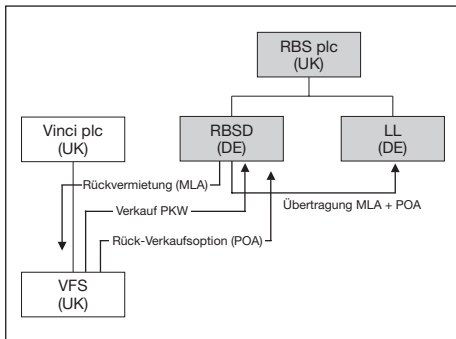 RBS plc
(UK)
Vinci plc
(UK)
RBSD
(DE)
LL
(DE)
Rückvermietung (MLA)
Übertragung MLA + POA
Verkauf PKW
Rück-Verkaufsoption (POA)
VFS
(UK)